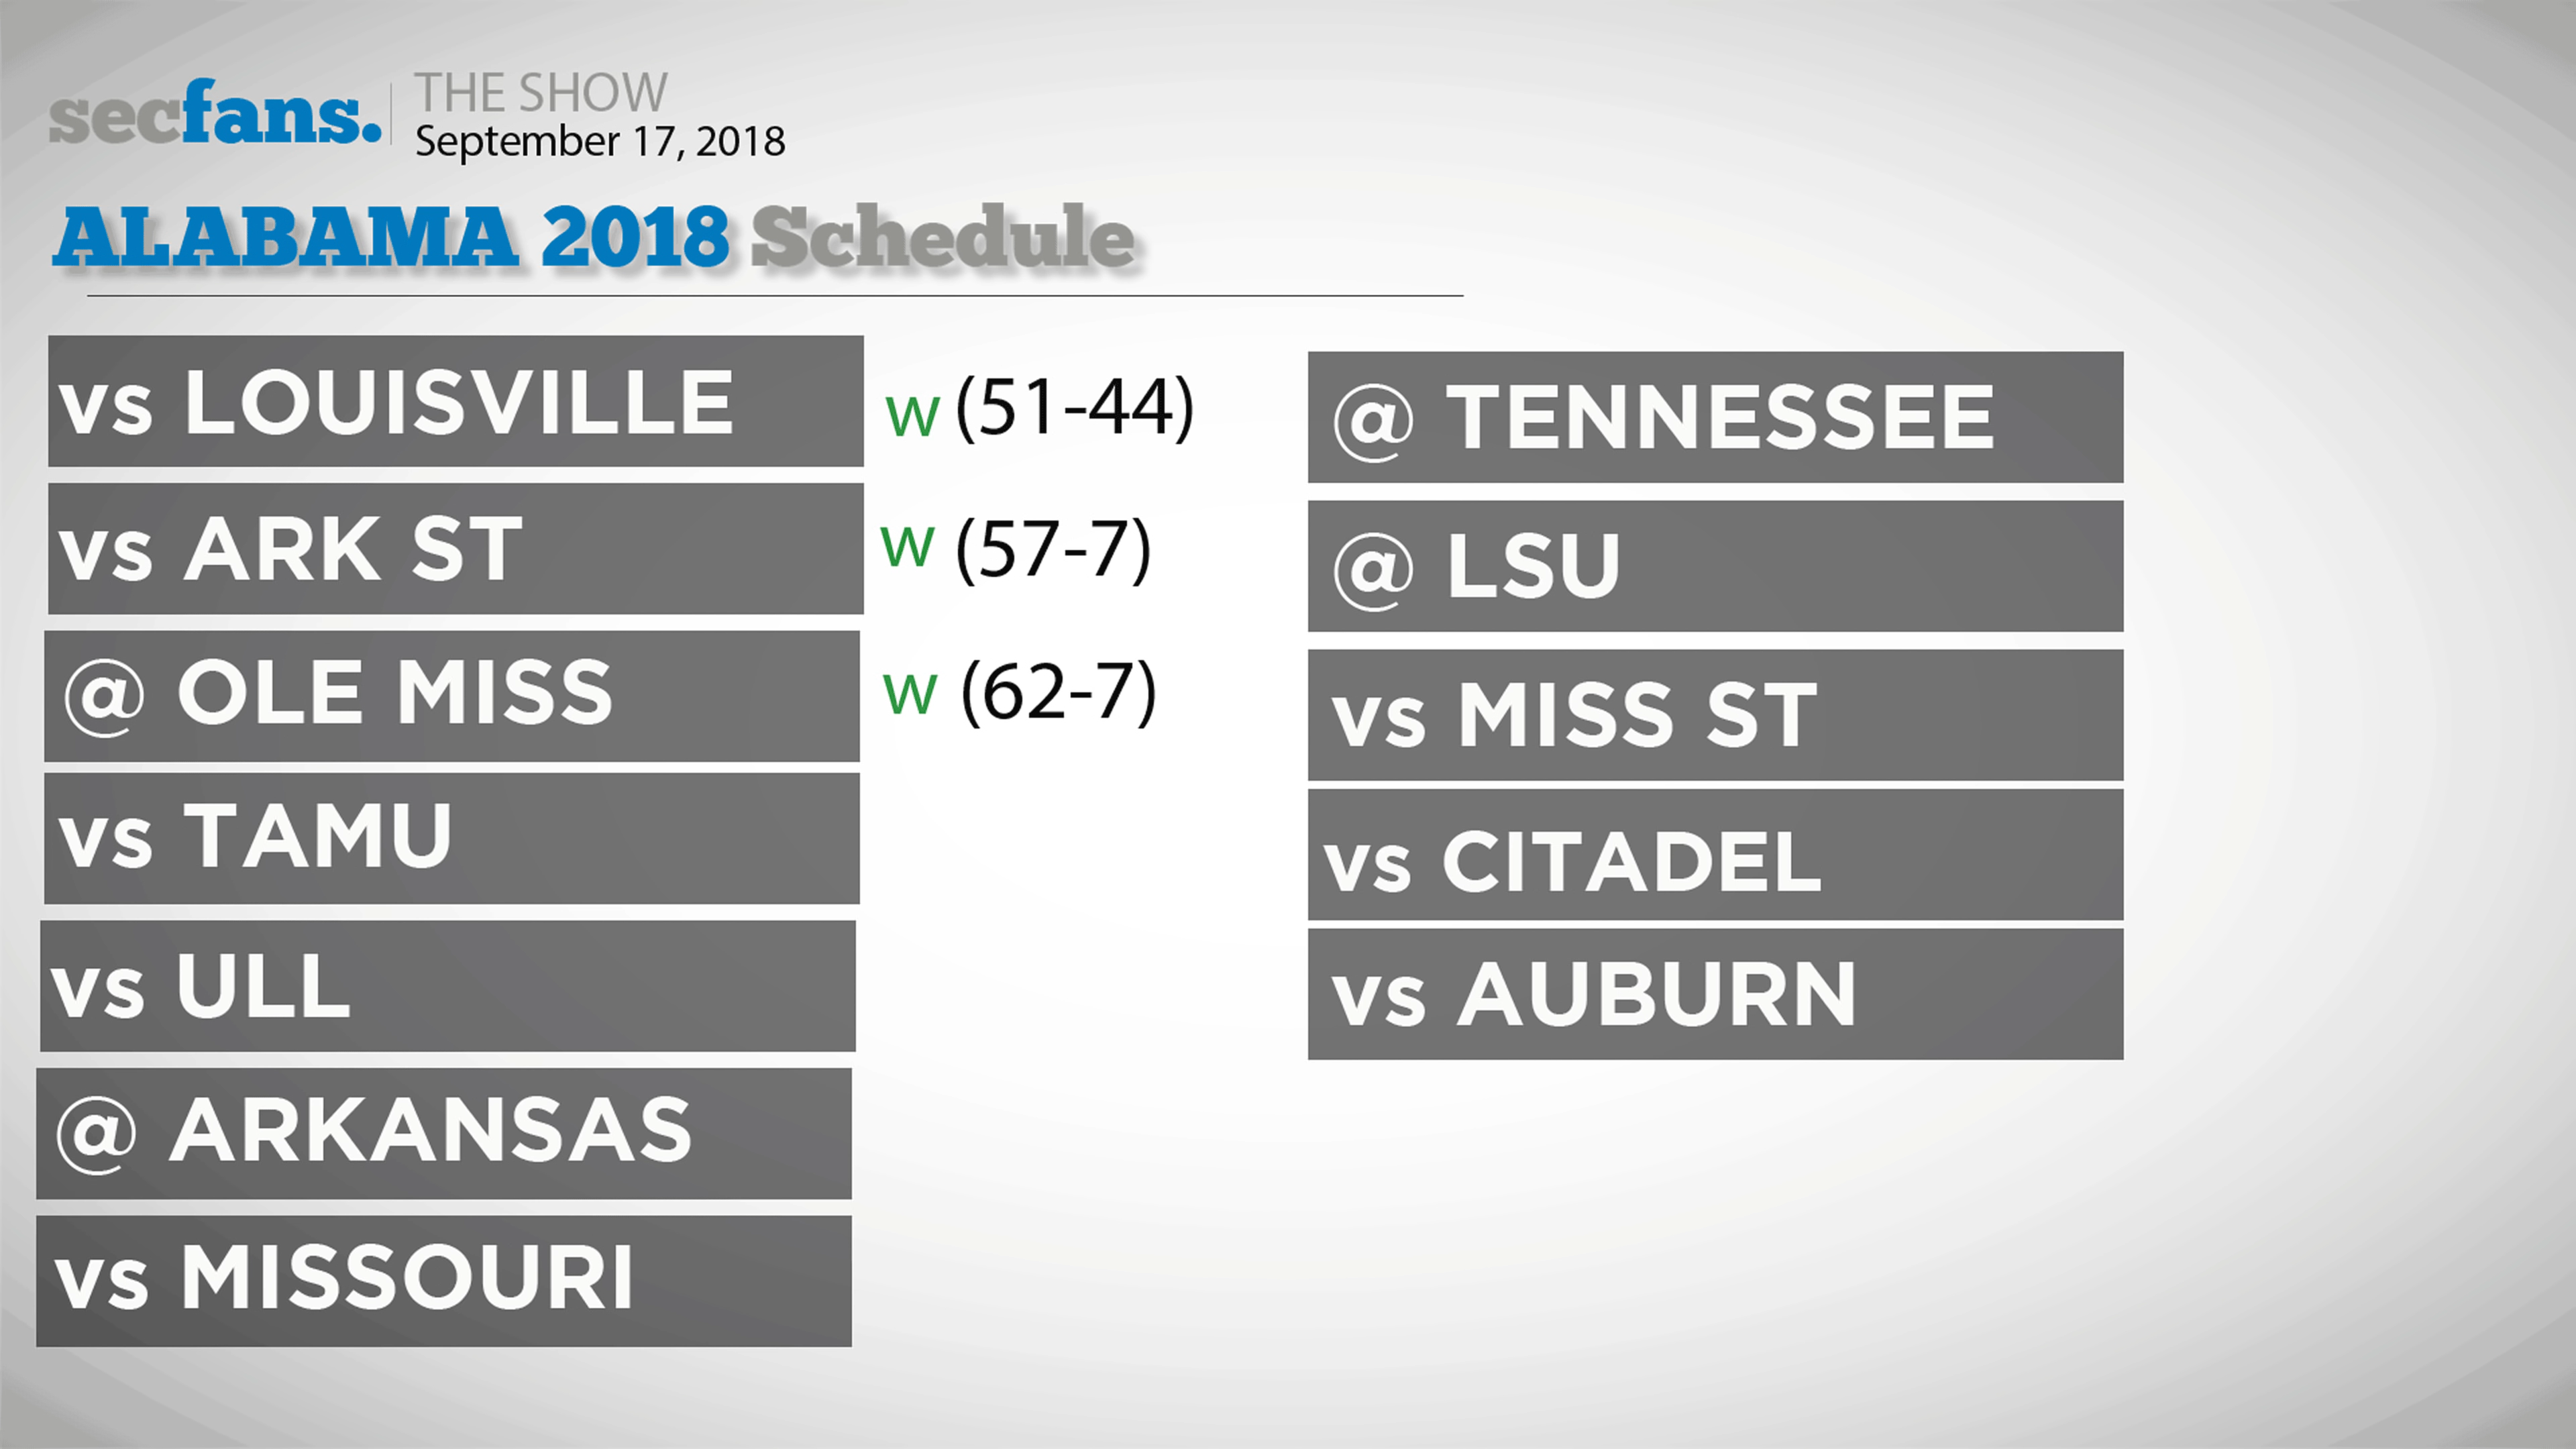 secfans.
THE SHOW
September 17, 2018
ALABAMA 2018 Schedule
vs LOUISVILLE w (51-44)
vs ARK ST w (57-7)
@ OLE MISS w (62-7)
vs TAMU
vs ULL
@ ARKANSAS
vs MISSOURI
@ TENNESSEE
@ LSU
vs MISS ST
vs CITADEL
vs AUBURN